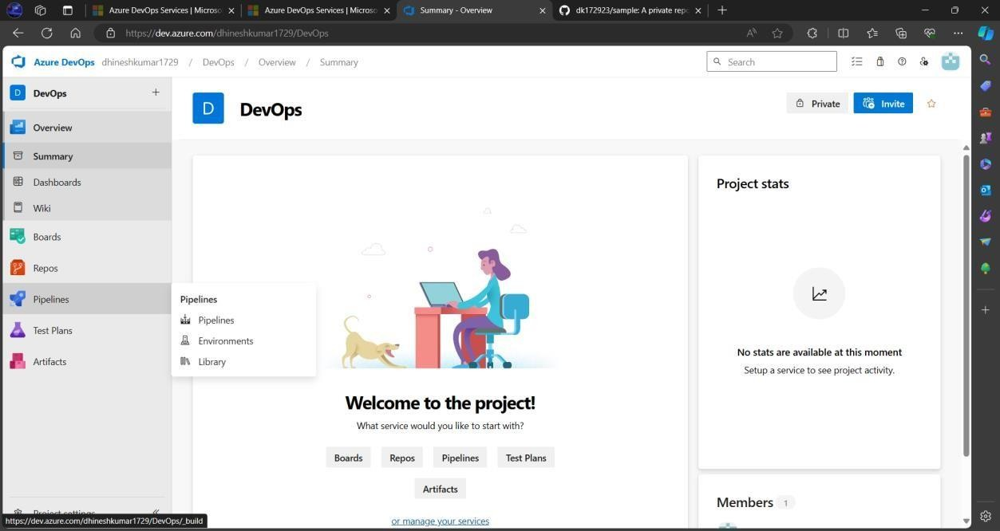 Azure DevOps Services | Microso
Azure DevOps Services | Microso
Summary - Overview
dk172923/sample: A private repo
https://dev.azure.com/dhineshkumar1729/DevOps
Azure DevOps dhineshkumar1729 / DevOps / Overview / Summary
Search
D DevOps +
Overview
Summary
Dashboards
Wiki
Boards
Repos
Pipelines
Test Plans
Artifacts
Project settings
https://dev.azure.com/dhineshkumar1729/DevOps/_build
Pipelines
Pipelines
Environments
Library
D DevOps
Private
Invite
Welcome to the project!
What service would you like to start with?
Boards Repos Pipelines Test Plans
Artifacts
or manage your services
Project stats
No stats are available at this moment
Setup a service to see project activity.
Members 1